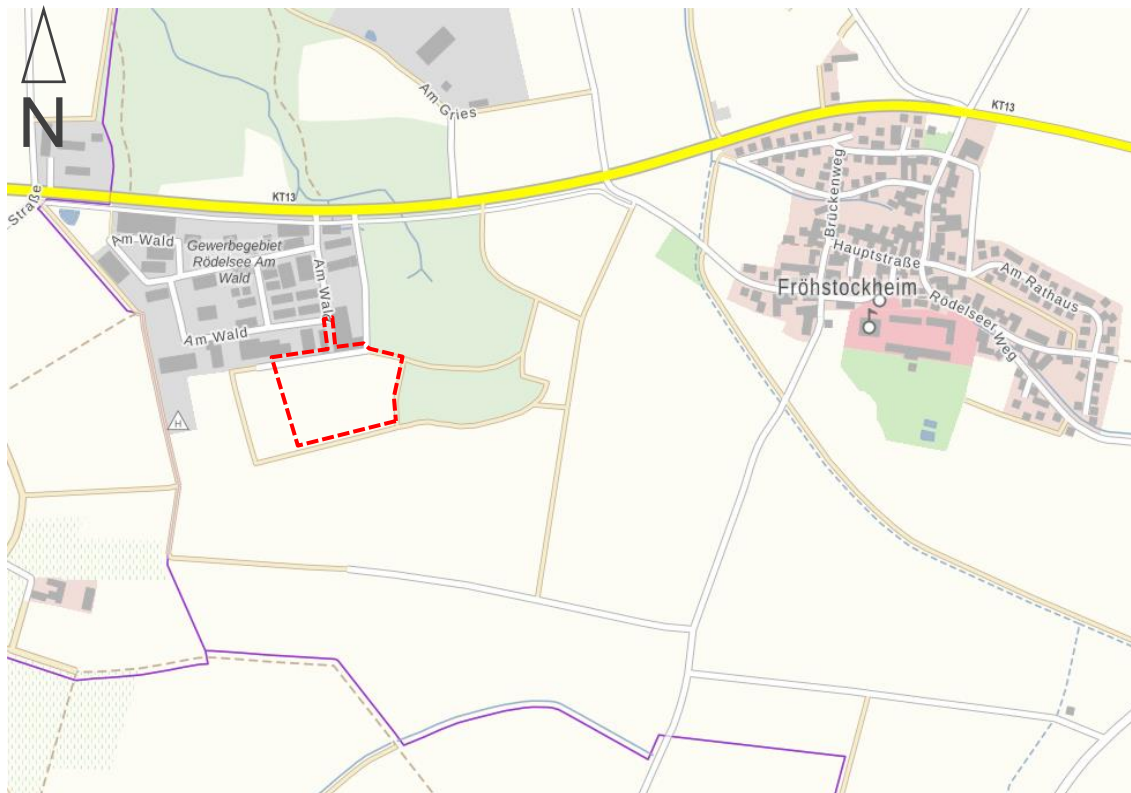 N
Am Gries
KT13
KT13
-Straße
Am Wald
Gewerbegebiet
Rödelsee Am
Wald
Am Wald
Am Wald
Brückenweg
Hauptstraße
Am Rathaus
Fröhstockheim
Rödelseer Weg
H